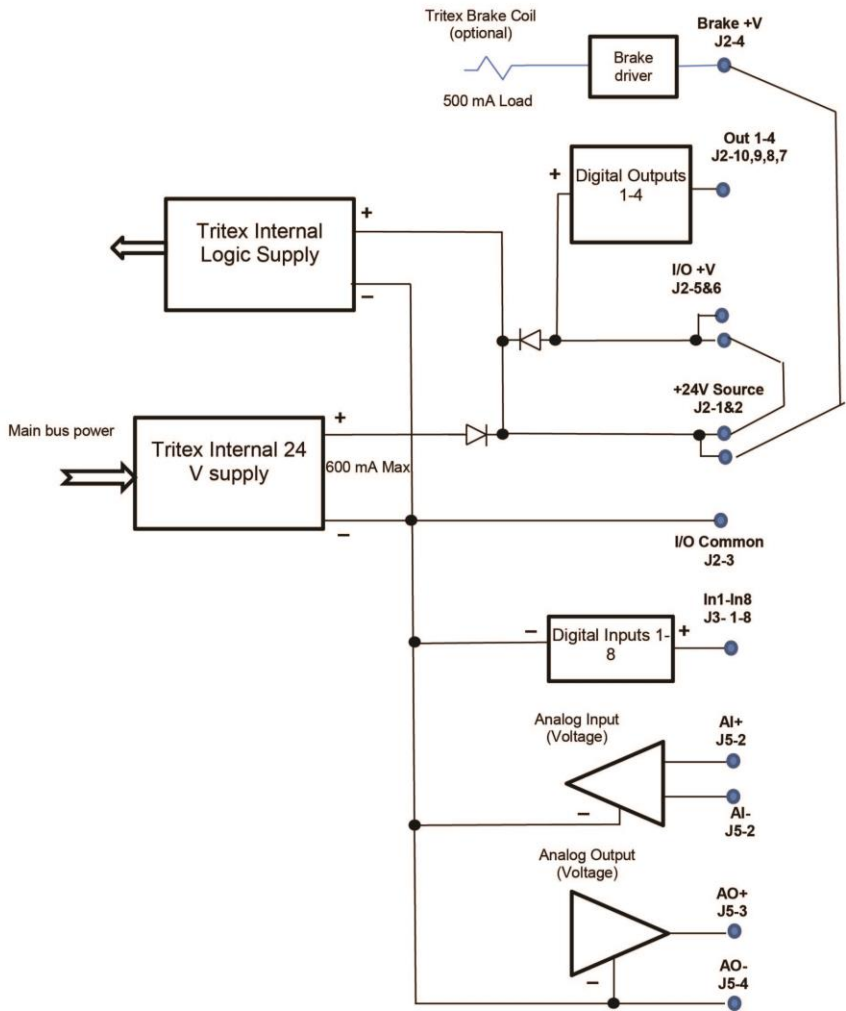 Tritex Brake Coil
(optional)
500 mA Load
Brake
driver
Brake +V
J2-4
Out 1-4
J2-10,9,8,7
+
Digital Outputs
1-4
Tritex Internal
Logic Supply
+
–
I/O +V
J2-5&6
+24V Source
J2-1&2
Main bus power
Tritex Internal 24
V supply
+
600 mA Max
–
I/O Common
J2-3
In1-In8
J3- 1-8
–
Digital Inputs 1-
8
+
Analog Input
(Voltage)
AI+
J5-2
–
AI-
J5-2
Analog Output
(Voltage)
AO+
J5-3
–
AO-
J5-4